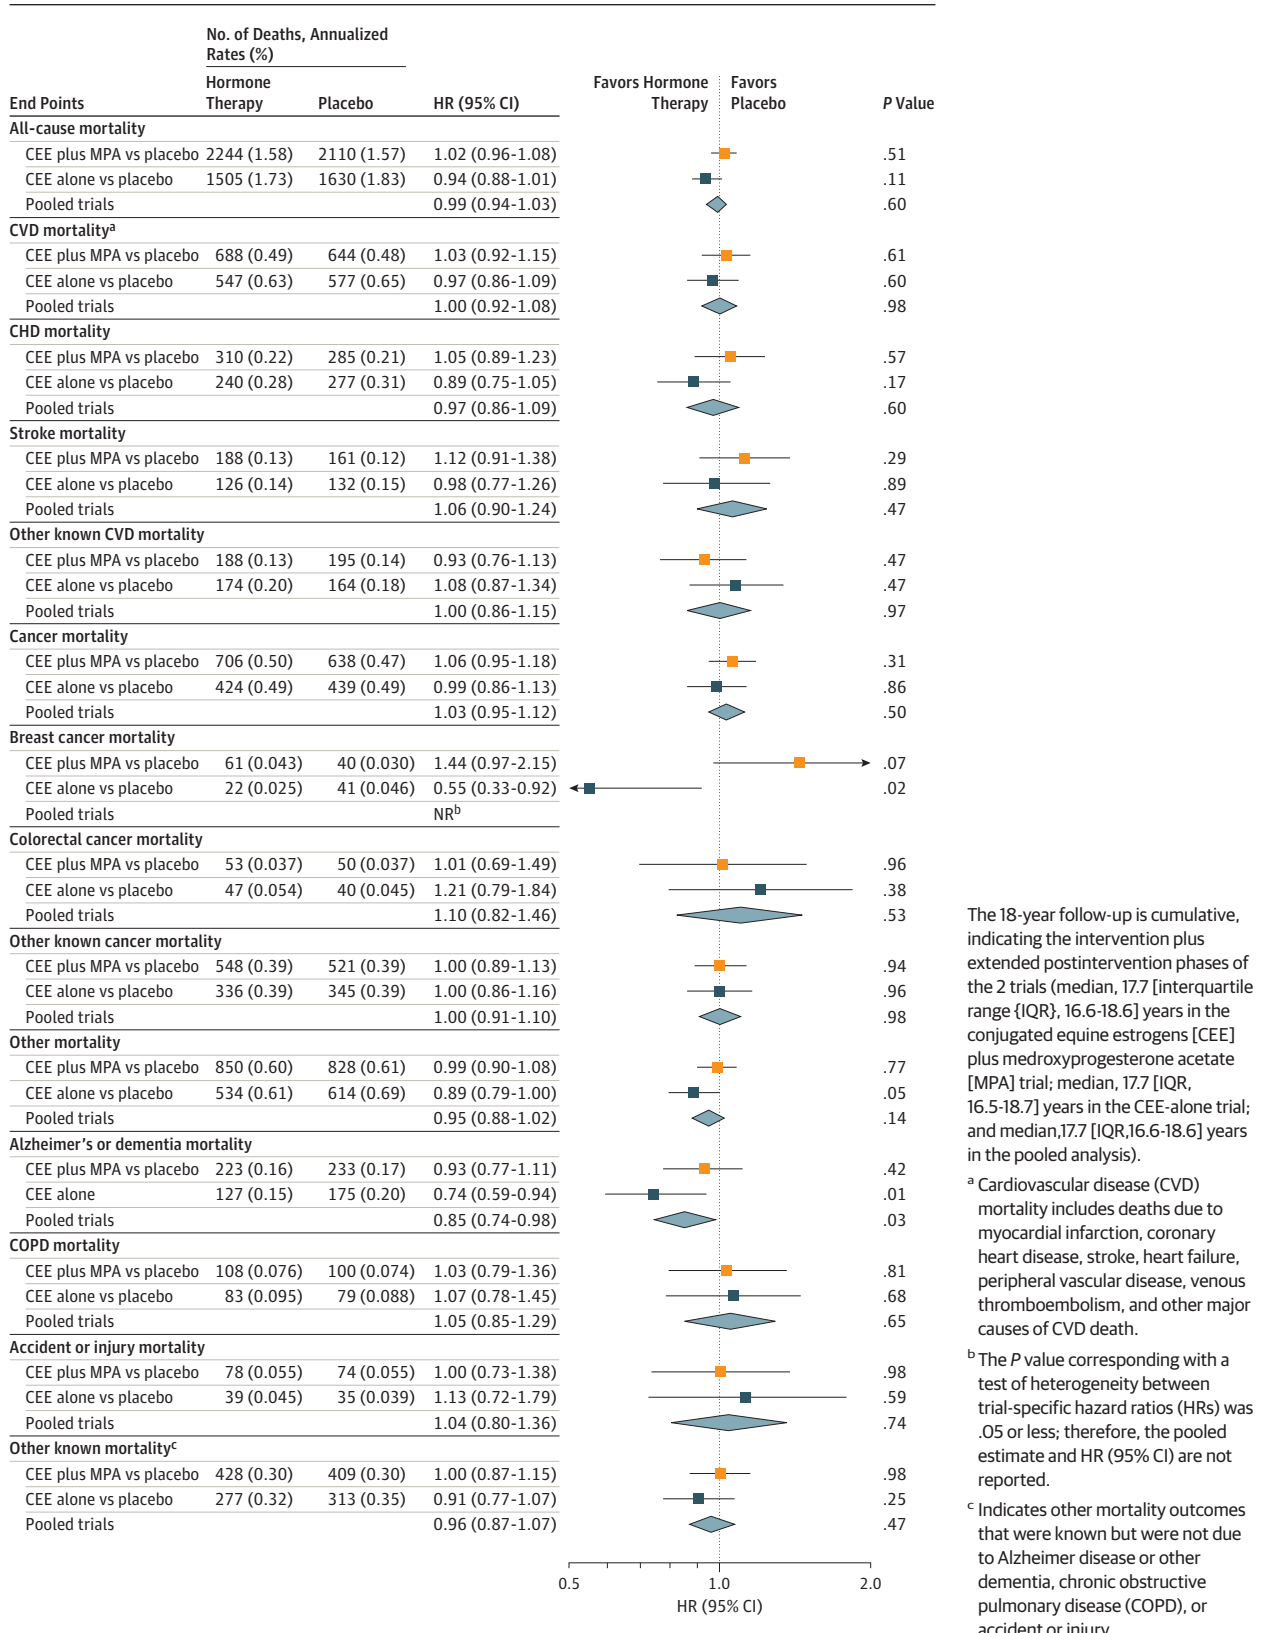 No. of Deaths, Annualized
Rates (%)
Hormone Favors Hormone Favors
End Points Therapy Placebo HR (95% CI) Therapy Placebo P Value
All-cause mortality
CEE plus MPA vs placebo 2244 (1.58) 2110 (1.57) 1.02 (0.96-1.08) .51
CEE alone vs placebo 1505 (1.73) 1630 (1.83) 0.94 (0.88-1.01) .11
Pooled trials 0.99 (0.94-1.03) .60
CVD mortalityᵃ
CEE plus MPA vs placebo 688 (0.49) 644 (0.48) 1.03 (0.92-1.15) .61
CEE alone vs placebo 547 (0.63) 577 (0.65) 0.97 (0.86-1.09) .60
Pooled trials 1.00 (0.92-1.08) .98
CHD mortality
CEE plus MPA vs placebo 310 (0.22) 285 (0.21) 1.05 (0.89-1.23) .57
CEE alone vs placebo 240 (0.28) 277 (0.31) 0.89 (0.75-1.05) .17
Pooled trials 0.97 (0.86-1.09) .60
Stroke mortality
CEE plus MPA vs placebo 188 (0.13) 161 (0.12) 1.12 (0.91-1.38) .29
CEE alone vs placebo 126 (0.14) 132 (0.15) 0.98 (0.77-1.26) .89
Pooled trials 1.06 (0.90-1.24) .47
Other known CVD mortality
CEE plus MPA vs placebo 188 (0.13) 195 (0.14) 0.93 (0.76-1.13) .47
CEE alone vs placebo 174 (0.20) 164 (0.18) 1.08 (0.87-1.34) .47
Pooled trials 1.00 (0.86-1.15) .97
Cancer mortality
CEE plus MPA vs placebo 706 (0.50) 638 (0.47) 1.06 (0.95-1.18) .31
CEE alone vs placebo 424 (0.49) 439 (0.49) 0.99 (0.86-1.13) .86
Pooled trials 1.03 (0.95-1.12) .50
Breast cancer mortality
CEE plus MPA vs placebo 61 (0.043) 40 (0.030) 1.44 (0.97-2.15) .07
CEE alone vs placebo 22 (0.025) 41 (0.046) 0.55 (0.33-0.92) .02
Pooled trials NRᵇ
Colorectal cancer mortality
CEE plus MPA vs placebo 53 (0.037) 50 (0.037) 1.01 (0.69-1.49) .96
CEE alone vs placebo 47 (0.054) 40 (0.045) 1.21 (0.79-1.84) .38
Pooled trials 1.10 (0.82-1.46) .53
Other known cancer mortality
CEE plus MPA vs placebo 548 (0.39) 521 (0.39) 1.00 (0.89-1.13) .94
CEE alone vs placebo 336 (0.39) 345 (0.39) 1.00 (0.86-1.16) .96
Pooled trials 1.00 (0.91-1.10) .98
Other mortality
CEE plus MPA vs placebo 850 (0.60) 828 (0.61) 0.99 (0.90-1.08) .77
CEE alone vs placebo 534 (0.61) 614 (0.69) 0.89 (0.79-1.00) .05
Pooled trials 0.95 (0.88-1.02) .14
Alzheimer’s or dementia mortality
CEE plus MPA vs placebo 223 (0.16) 233 (0.17) 0.93 (0.77-1.11) .42
CEE alone 127 (0.15) 175 (0.20) 0.74 (0.59-0.94) .01
Pooled trials 0.85 (0.74-0.98) .03
COPD mortality
CEE plus MPA vs placebo 108 (0.076) 100 (0.074) 1.03 (0.79-1.36) .81
CEE alone vs placebo 83 (0.095) 79 (0.088) 1.07 (0.78-1.45) .68
Pooled trials 1.05 (0.85-1.29) .65
Accident or injury mortality
CEE plus MPA vs placebo 78 (0.055) 74 (0.055) 1.00 (0.73-1.38) .98
CEE alone vs placebo 39 (0.045) 35 (0.039) 1.13 (0.72-1.79) .59
Pooled trials 1.04 (0.80-1.36) .74
Other known mortalityᶜ
CEE plus MPA vs placebo 428 (0.30) 409 (0.30) 1.00 (0.87-1.15) .98
CEE alone vs placebo 277 (0.32) 313 (0.35) 0.91 (0.77-1.07) .25
Pooled trials 0.96 (0.87-1.07) .47
0.5 1.0 2.0
HR (95% CI)
The 18-year follow-up is cumulative,
indicating the intervention plus
extended postintervention phases of
the 2 trials (median, 17.7 [interquartile
range {IQR}, 16.6-18.6] years in the
conjugated equine estrogens [CEE]
plus medroxyprogesterone acetate
[MPA] trial; median, 17.7 [IQR,
16.5-18.7] years in the CEE-alone trial;
and median,17.7 [IQR,16.6-18.6] years
in the pooled analysis).
ᵃ Cardiovascular disease (CVD)
mortality includes deaths due to
myocardial infarction, coronary
heart disease, stroke, heart failure,
peripheral vascular disease, venous
thromboembolism, and other major
causes of CVD death.
ᵇ The P value corresponding with a
test of heterogeneity between
trial-specific hazard ratios (HRs) was
.05 or less; therefore, the pooled
estimate and HR (95% CI) are not
reported.
ᶜ Indicates other mortality outcomes
that were known but were not due
to Alzheimer disease or other
dementia, chronic obstructive
pulmonary disease (COPD), or
accident or injury.